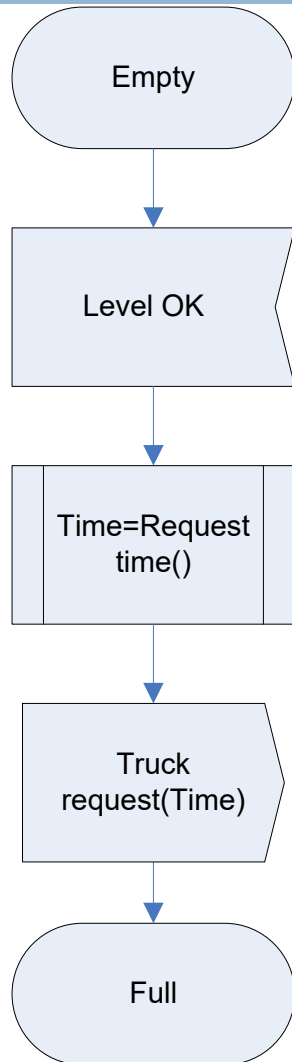 Empty
Level OK
Time=Request
time()
Truck
request(Time)
Full